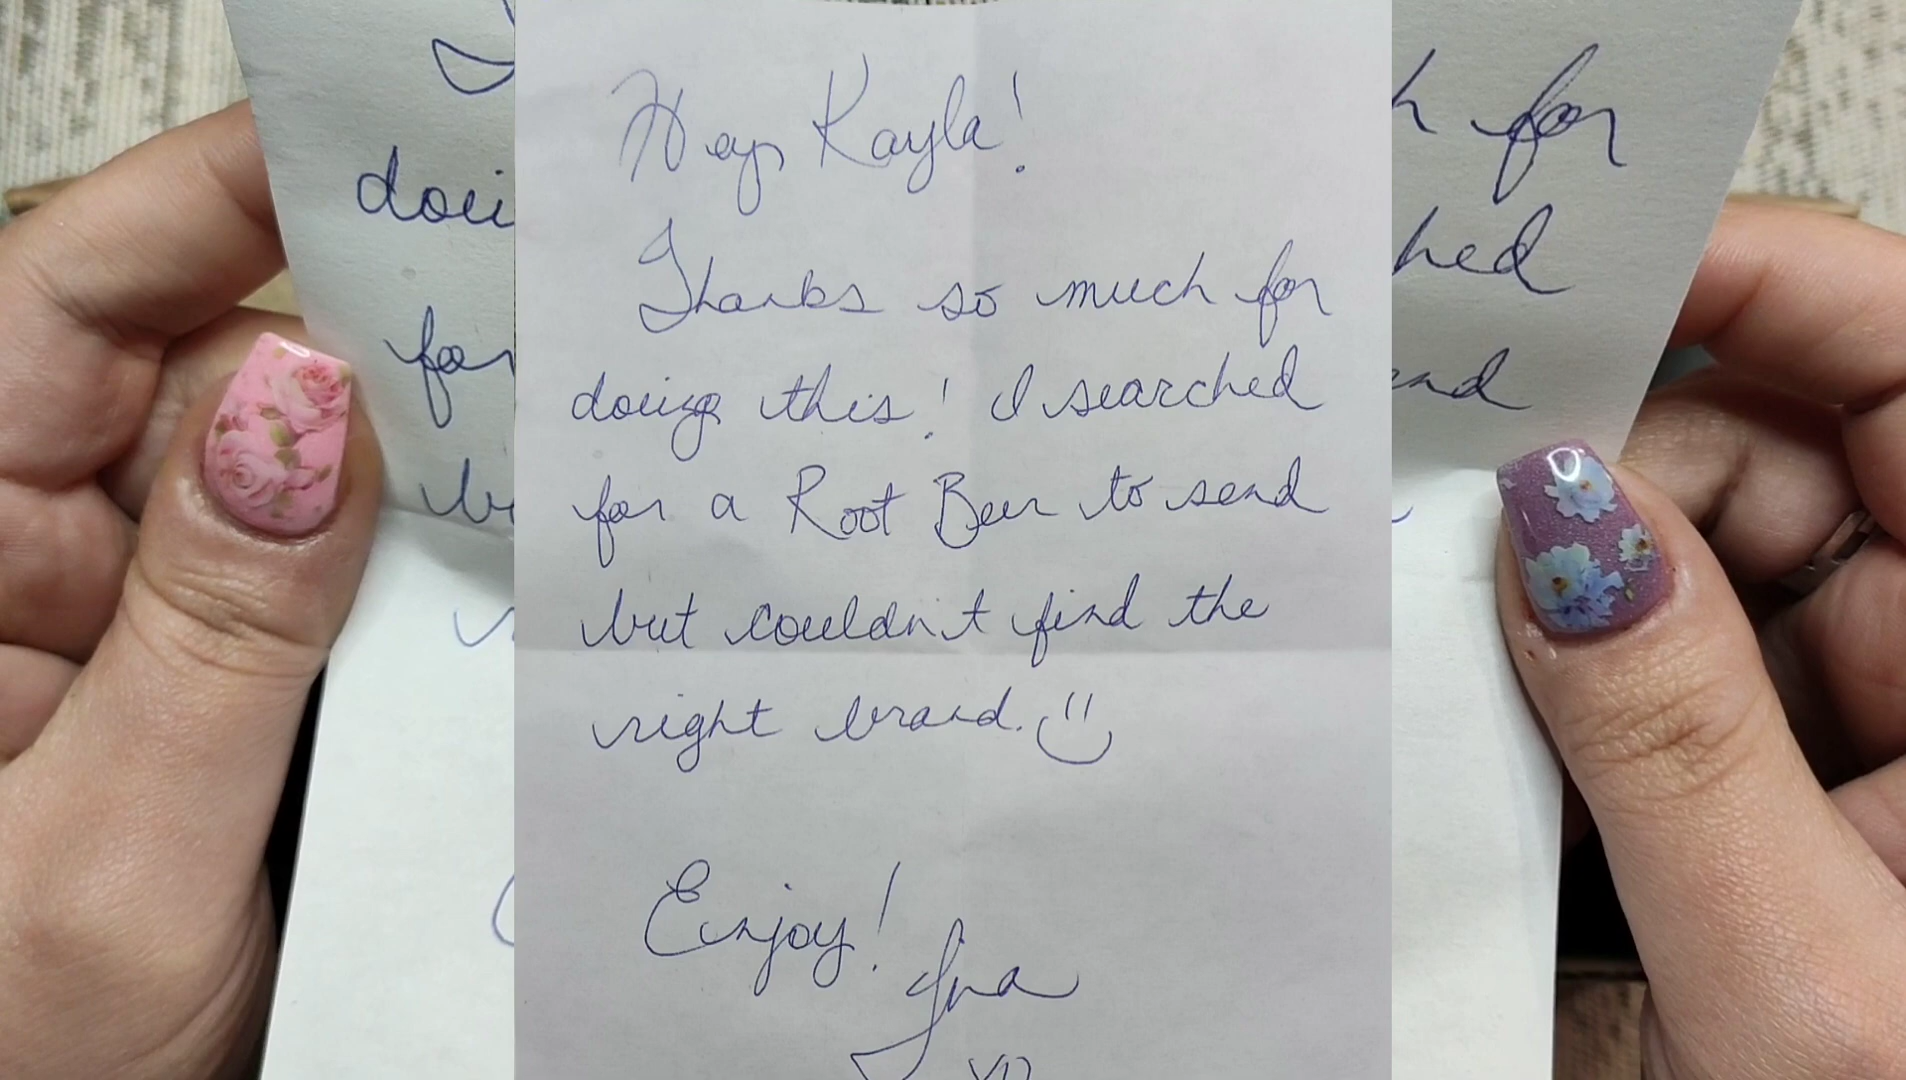 Hey Kayla!
Thanks so much for
doing this! I searched
for a Root Beer to send
but couldn't find the
right brand. :)
Enjoy!